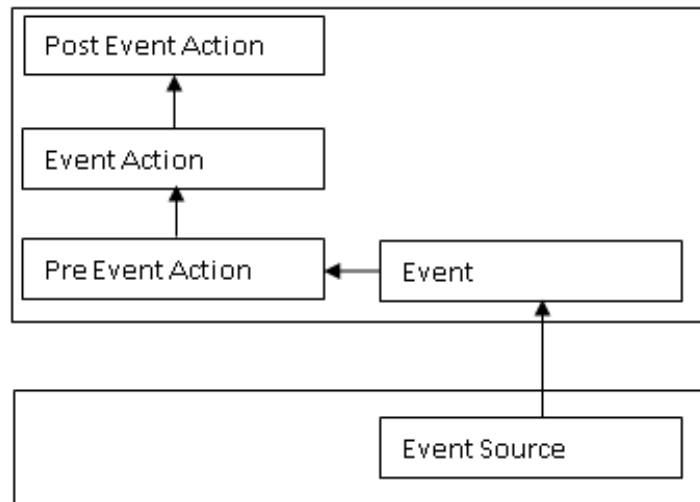 Post Event Action
Event Action
Pre Event Action
Event
Event Source